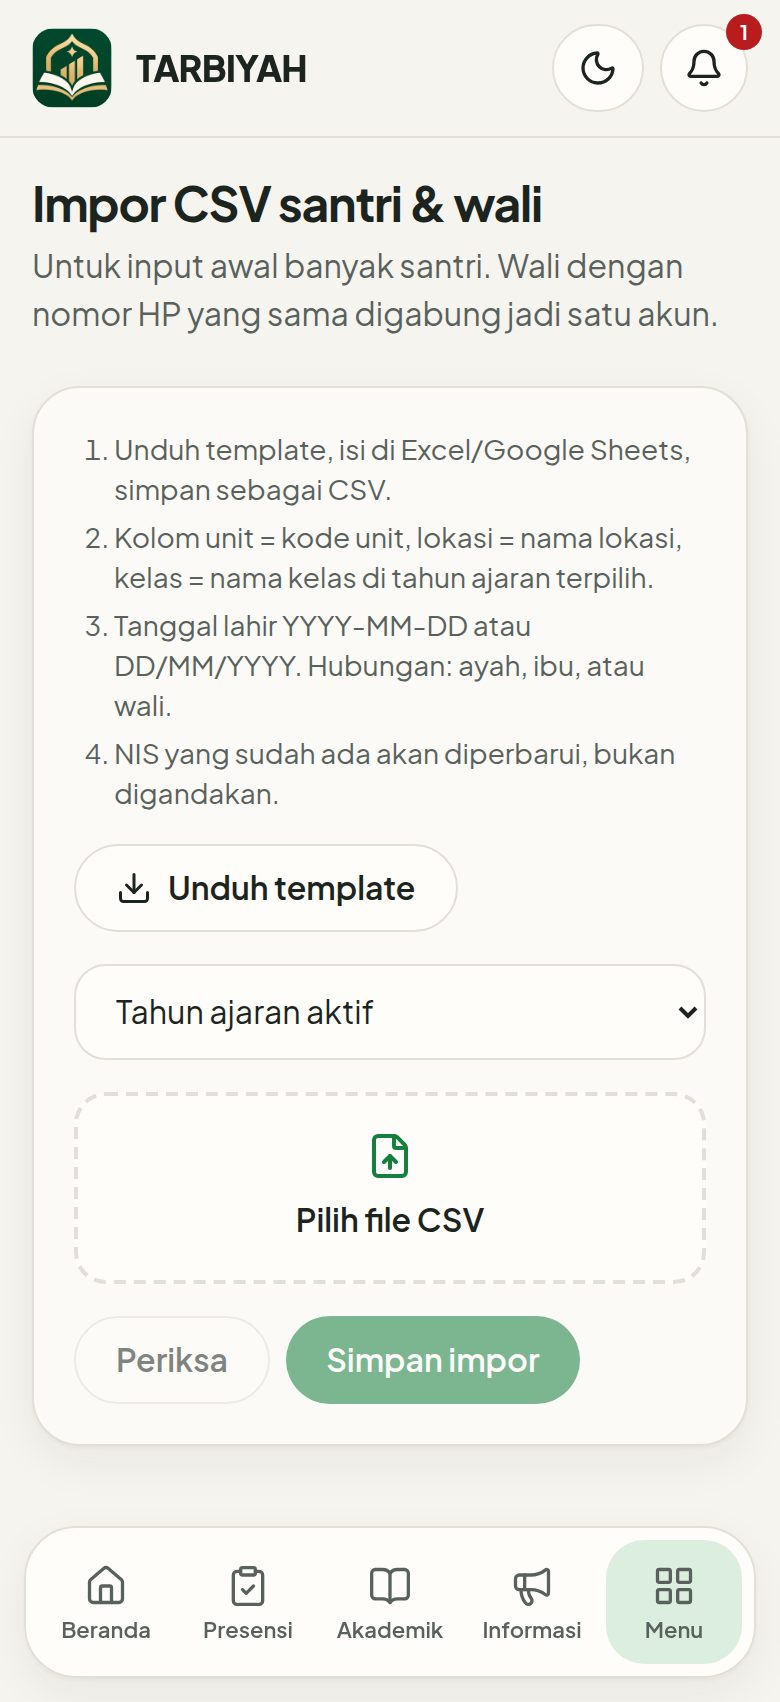 TARBIYAH
1
Impor CSV santri & wali
Untuk input awal banyak santri. Wali dengan
nomor HP yang sama digabung jadi satu akun.
1. Unduh template, isi di Excel/Google Sheets,
simpan sebagai CSV.
2. Kolom unit = kode unit, lokasi = nama lokasi,
kelas = nama kelas di tahun ajaran terpilih.
3. Tanggal lahir YYYY-MM-DD atau
DD/MM/YYYY. Hubungan: ayah, ibu, atau
wali.
4. NIS yang sudah ada akan diperbarui, bukan
digandakan.
Unduh template
Tahun ajaran aktif
Pilih file CSV
Periksa
Simpan impor
Beranda
Presensi
Akademik
Informasi
Menu